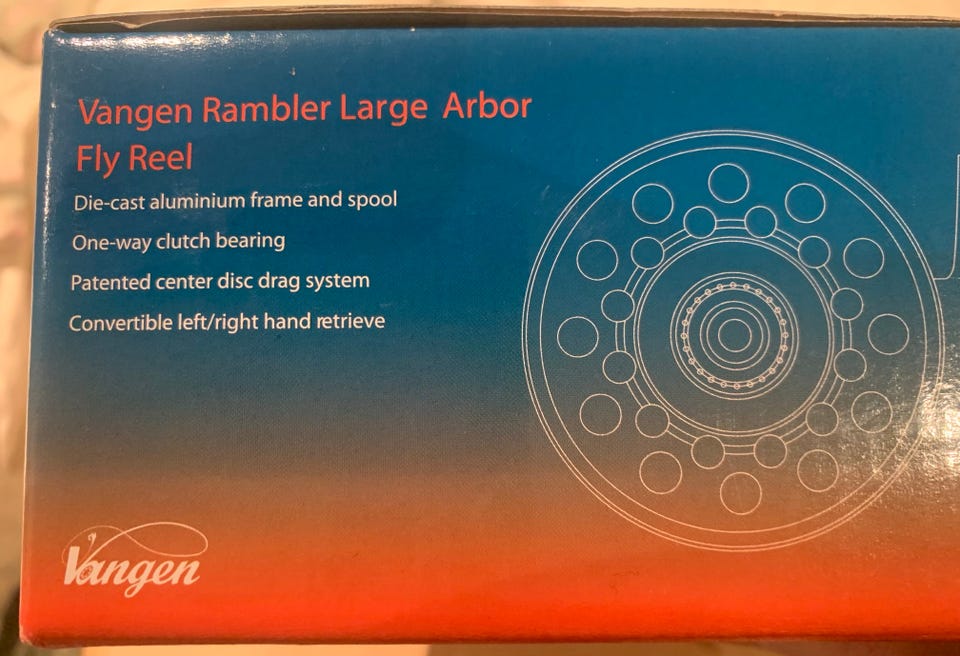 Vangen Rambler Large Arbor
Fly Reel
Die-cast aluminium frame and spool
One-way clutch bearing
Patented center disc drag system
Convertible left/right hand retrieve
Vangen